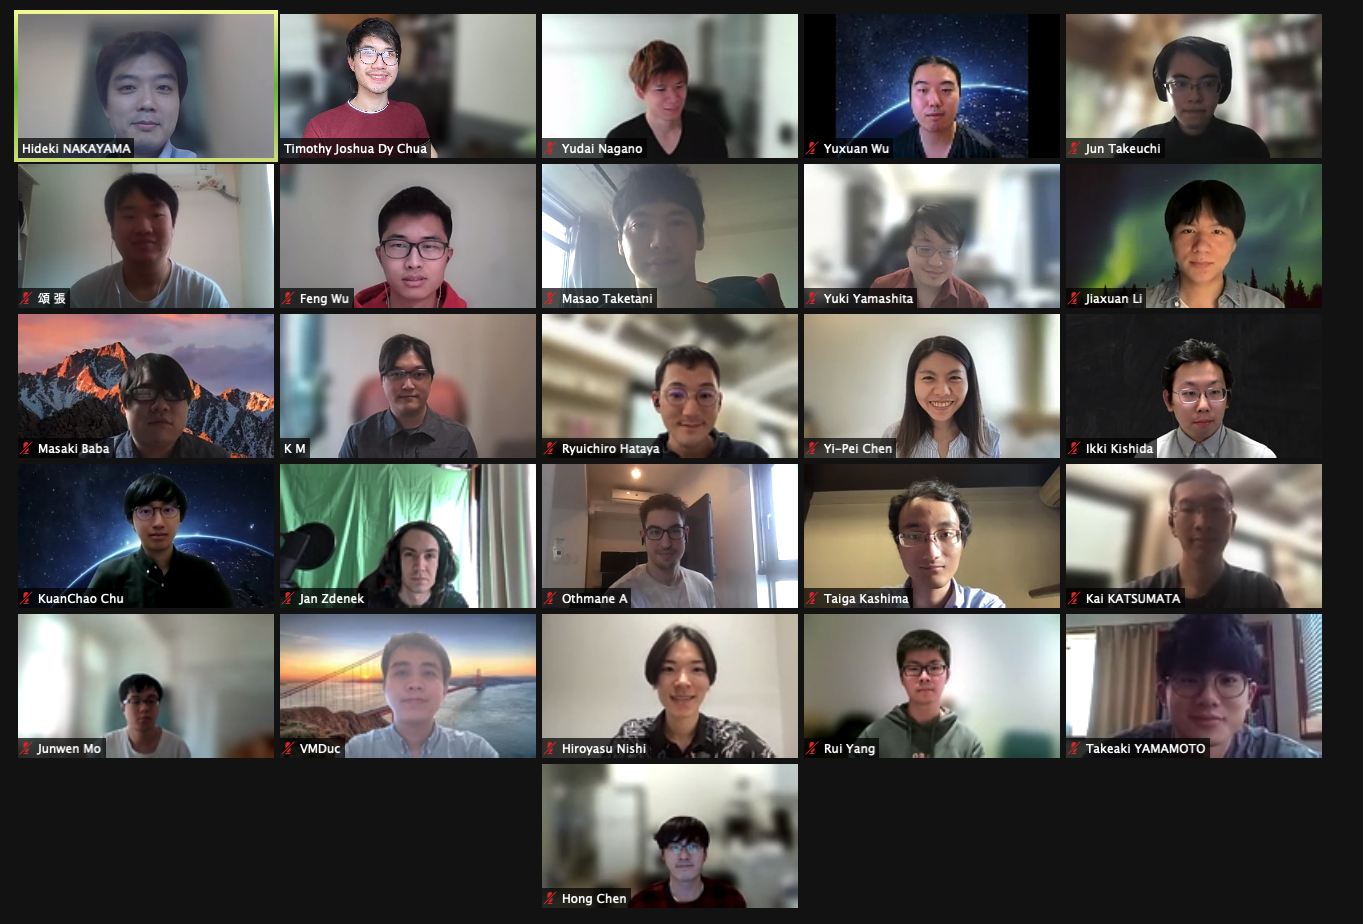 Hideki NAKAYAMA
Timothy Joshua Dy Chua
Yudai Nagano
Yuxuan Wu
Jun Takeuchi
頌 張
Feng Wu
Masao Taketani
Yuki Yamashita
Jiaxuan Li
Masaki Baba
K M
Ryuichiro Hataya
Yi-Pei Chen
Ikki Kishida
KuanChao Chu
Jan Zdenek
Othmane A
Taiga Kashima
Kai KATSUMATA
Junwen Mo
VMDuc
Hiroyasu Nishi
Rui Yang
Takeaki YAMAMOTO
Hong Chen